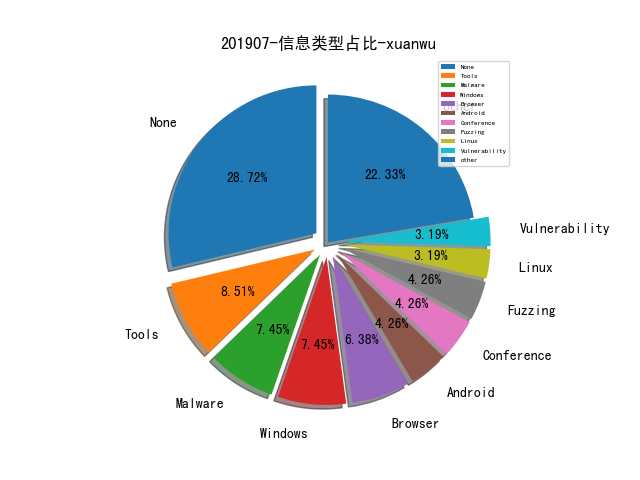 201907-信息类型占比-xuanwu
None
Tools
Malware
Windows
Browser
Android
Conference
Fuzzing
Linux
Vulnerability
other
None
28.72%
22.33%
Vulnerability
3.19%
Linux
3.19%
Fuzzing
4.26%
Conference
4.26%
Android
4.26%
Browser
6.38%
Windows
7.45%
Malware
7.45%
Tools
8.51%